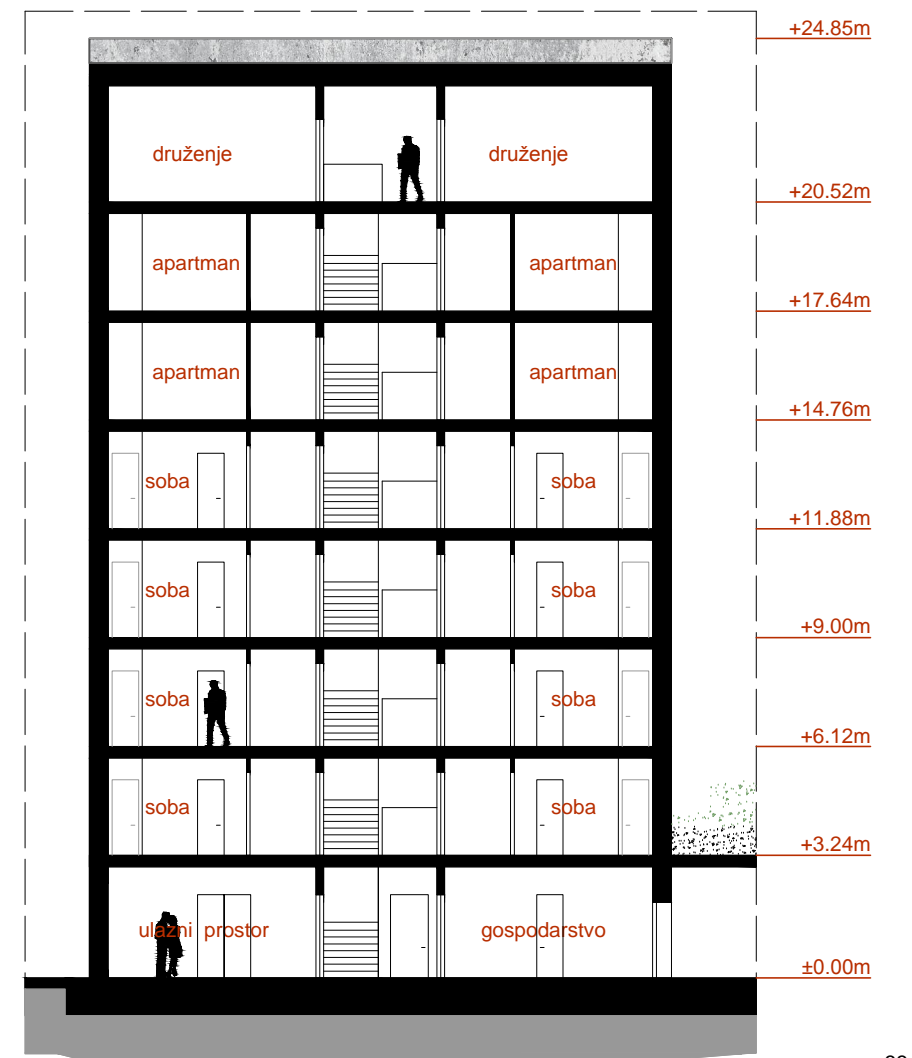 +24.85m
druženje druženje
+20.52m
apartman apartman
+17.64m
apartman apartman
+14.76m
soba soba
+11.88m
soba soba
+9.00m
soba soba
+6.12m
soba soba
+3.24m
ulazni prostor gospodarstvo
±0.00m